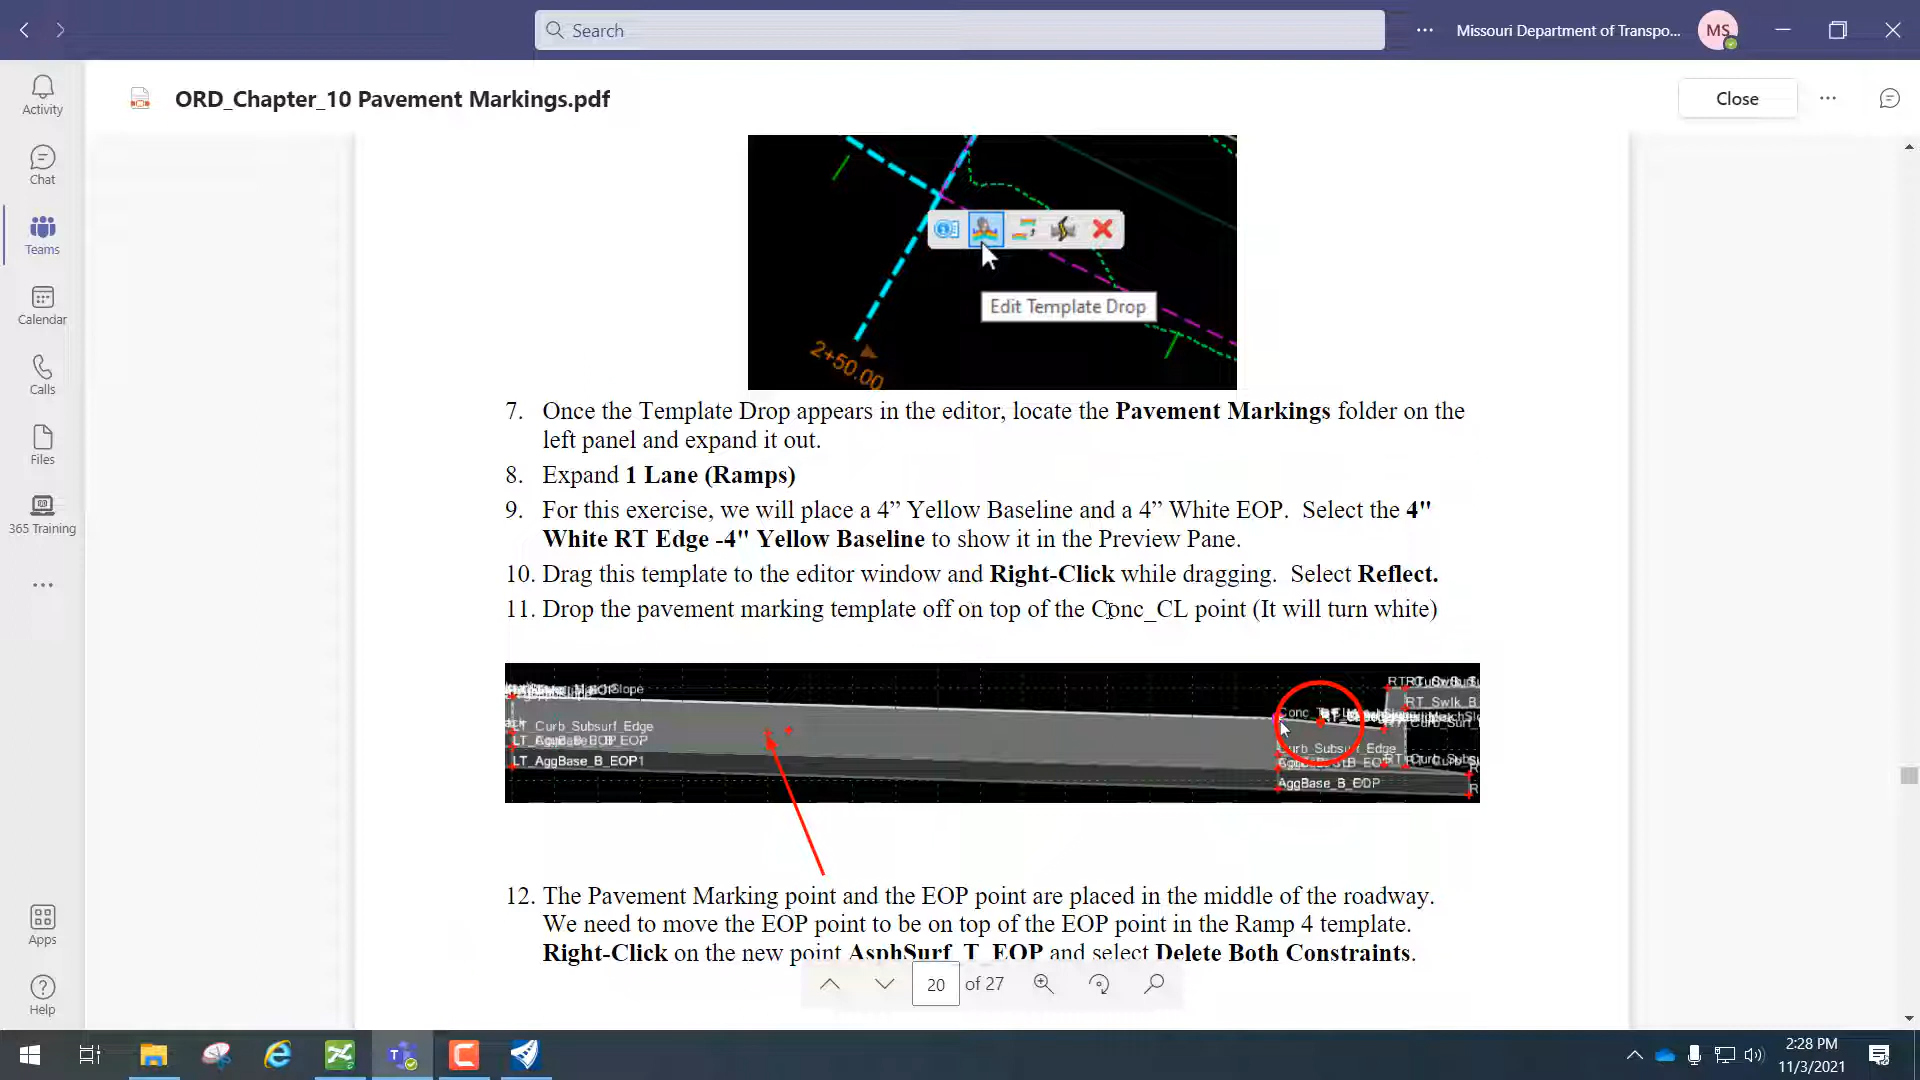 Search
Missouri Department of Transpo...
MS
Activity
Chat
Teams
Calendar
Calls
Files
365 Training
Apps
Help
ORD_Chapter_10 Pavement Markings.pdf
Close
Edit Template Drop
2+50.00
7. Once the Template Drop appears in the editor, locate the Pavement Markings folder on the
left panel and expand it out.
8. Expand 1 Lane (Ramps)
9. For this exercise, we will place a 4” Yellow Baseline and a 4” White EOP. Select the 4"
White RT Edge -4" Yellow Baseline to show it in the Preview Pane.
10. Drag this template to the editor window and Right-Click while dragging. Select Reflect.
11. Drop the pavement marking template off on top of the Conc_CL point (It will turn white)
LT_Curb_Subsurf_Edge
LT_AggBase_B_EOP1
Curb_Subsurf_Edge
AggBase_B_EOP
RT_Swlk_B
12. The Pavement Marking point and the EOP point are placed in the middle of the roadway.
We need to move the EOP point to be on top of the EOP point in the Ramp 4 template.
Right-Click on the new point AsphSurf_T_EOP and select Delete Both Constraints.
20 of 27
2:28 PM
11/3/2021